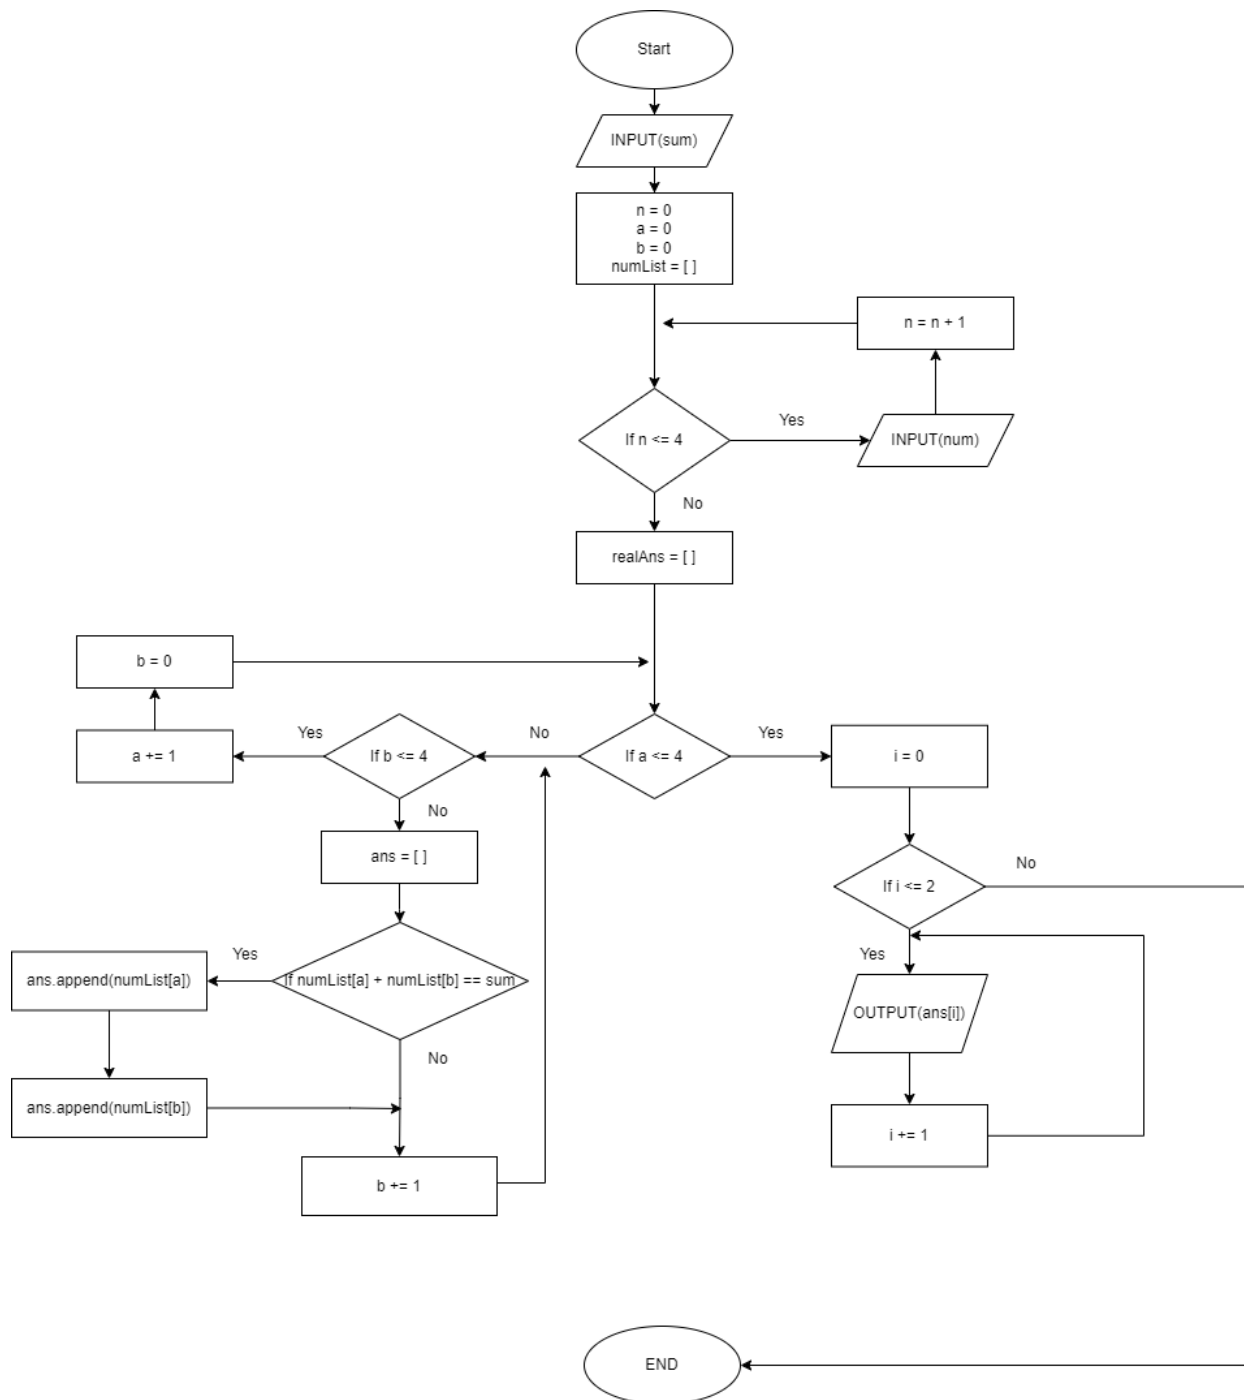 Start
INPUT(sum)
n = 0
a = 0
b = 0
numList = [ ]
n = n + 1
If n <= 4
Yes
INPUT(num)
No
realAns = [ ]
b = 0
a += 1
Yes
If b <= 4
No
If a <= 4
Yes
i = 0
No
ans = [ ]
If i <= 2
No
Yes
ans.append(numList[a])
Yes
If numList[a] + numList[b] == sum
OUTPUT(ans[i])
No
ans.append(numList[b])
i += 1
b += 1
END